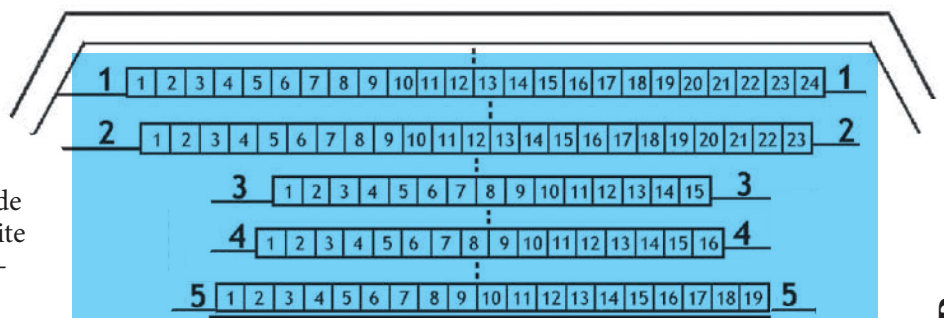 1 1 2 3 4 5 6 7 8 9 10 11 12 13 14 15 16 17 18 19 20 21 22 23 24 1
2 1 2 3 4 5 6 7 8 9 10 11 12 13 14 15 16 17 18 19 20 21 22 23 2
3 1 2 3 4 5 6 7 8 9 10 11 12 13 14 15 3
de
ite
4 1 2 3 4 5 6 7 8 9 10 11 12 13 14 15 16 4
-
5 1 2 3 4 5 6 7 8 9 10 11 12 13 14 15 16 17 18 19 5